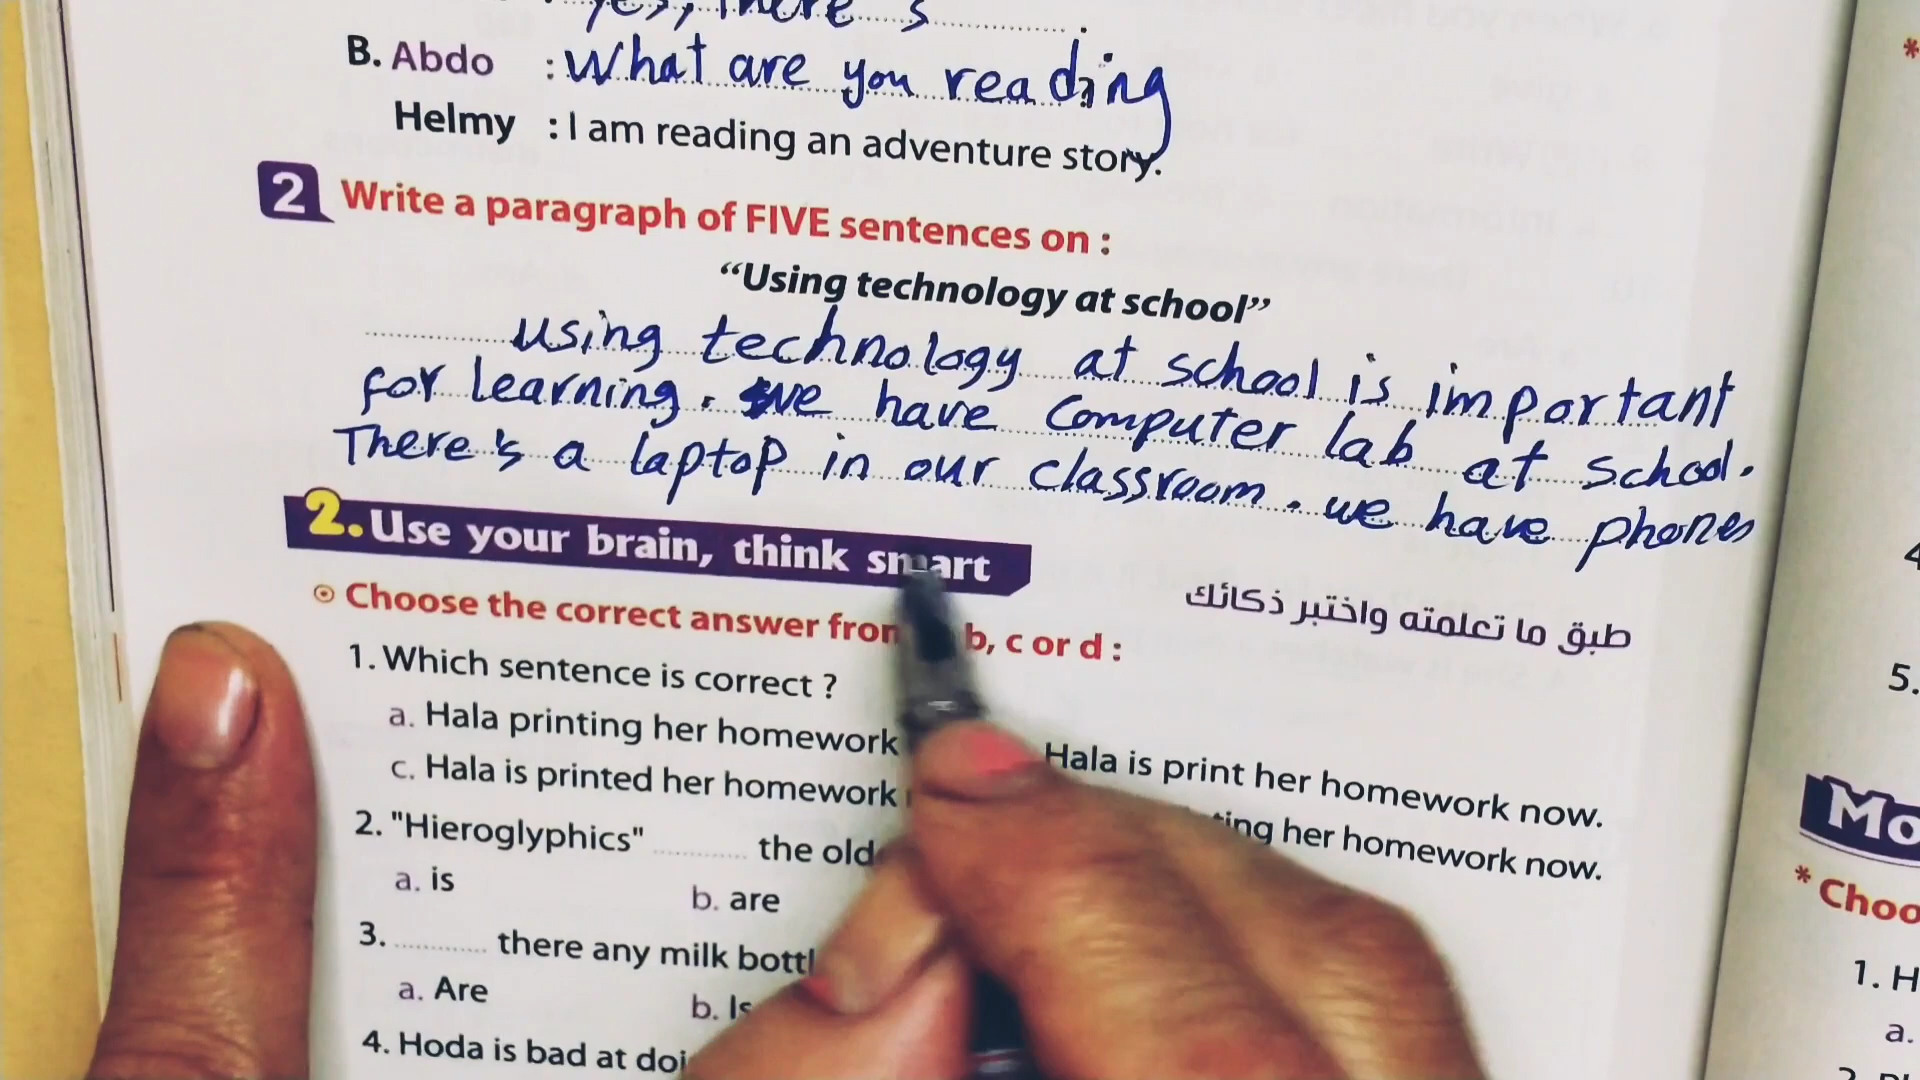 yes, there's
B. Abdo : What are you reading
Helmy : I am reading an adventure story.
2 Write a paragraph of FIVE sentences on :
“Using technology at school”
using technology at school is important
for learning. we have computer lab at school.
There's a laptop in our classroom. we have phones
2. Use your brain, think smart
طبق ما تعلمته واختبر ذكائك
Choose the correct answer from b, c or d :
1. Which sentence is correct ?
a. Hala printing her homework
Hala is print her homework now.
c. Hala is printed her homework
her homework now.
2. "Hieroglyphics" ............ the old
a. is b. are
3. ............ there any milk
a. Are b. Is
4. Hoda is bad at
5.
Mo
* Choo
1. H
a.